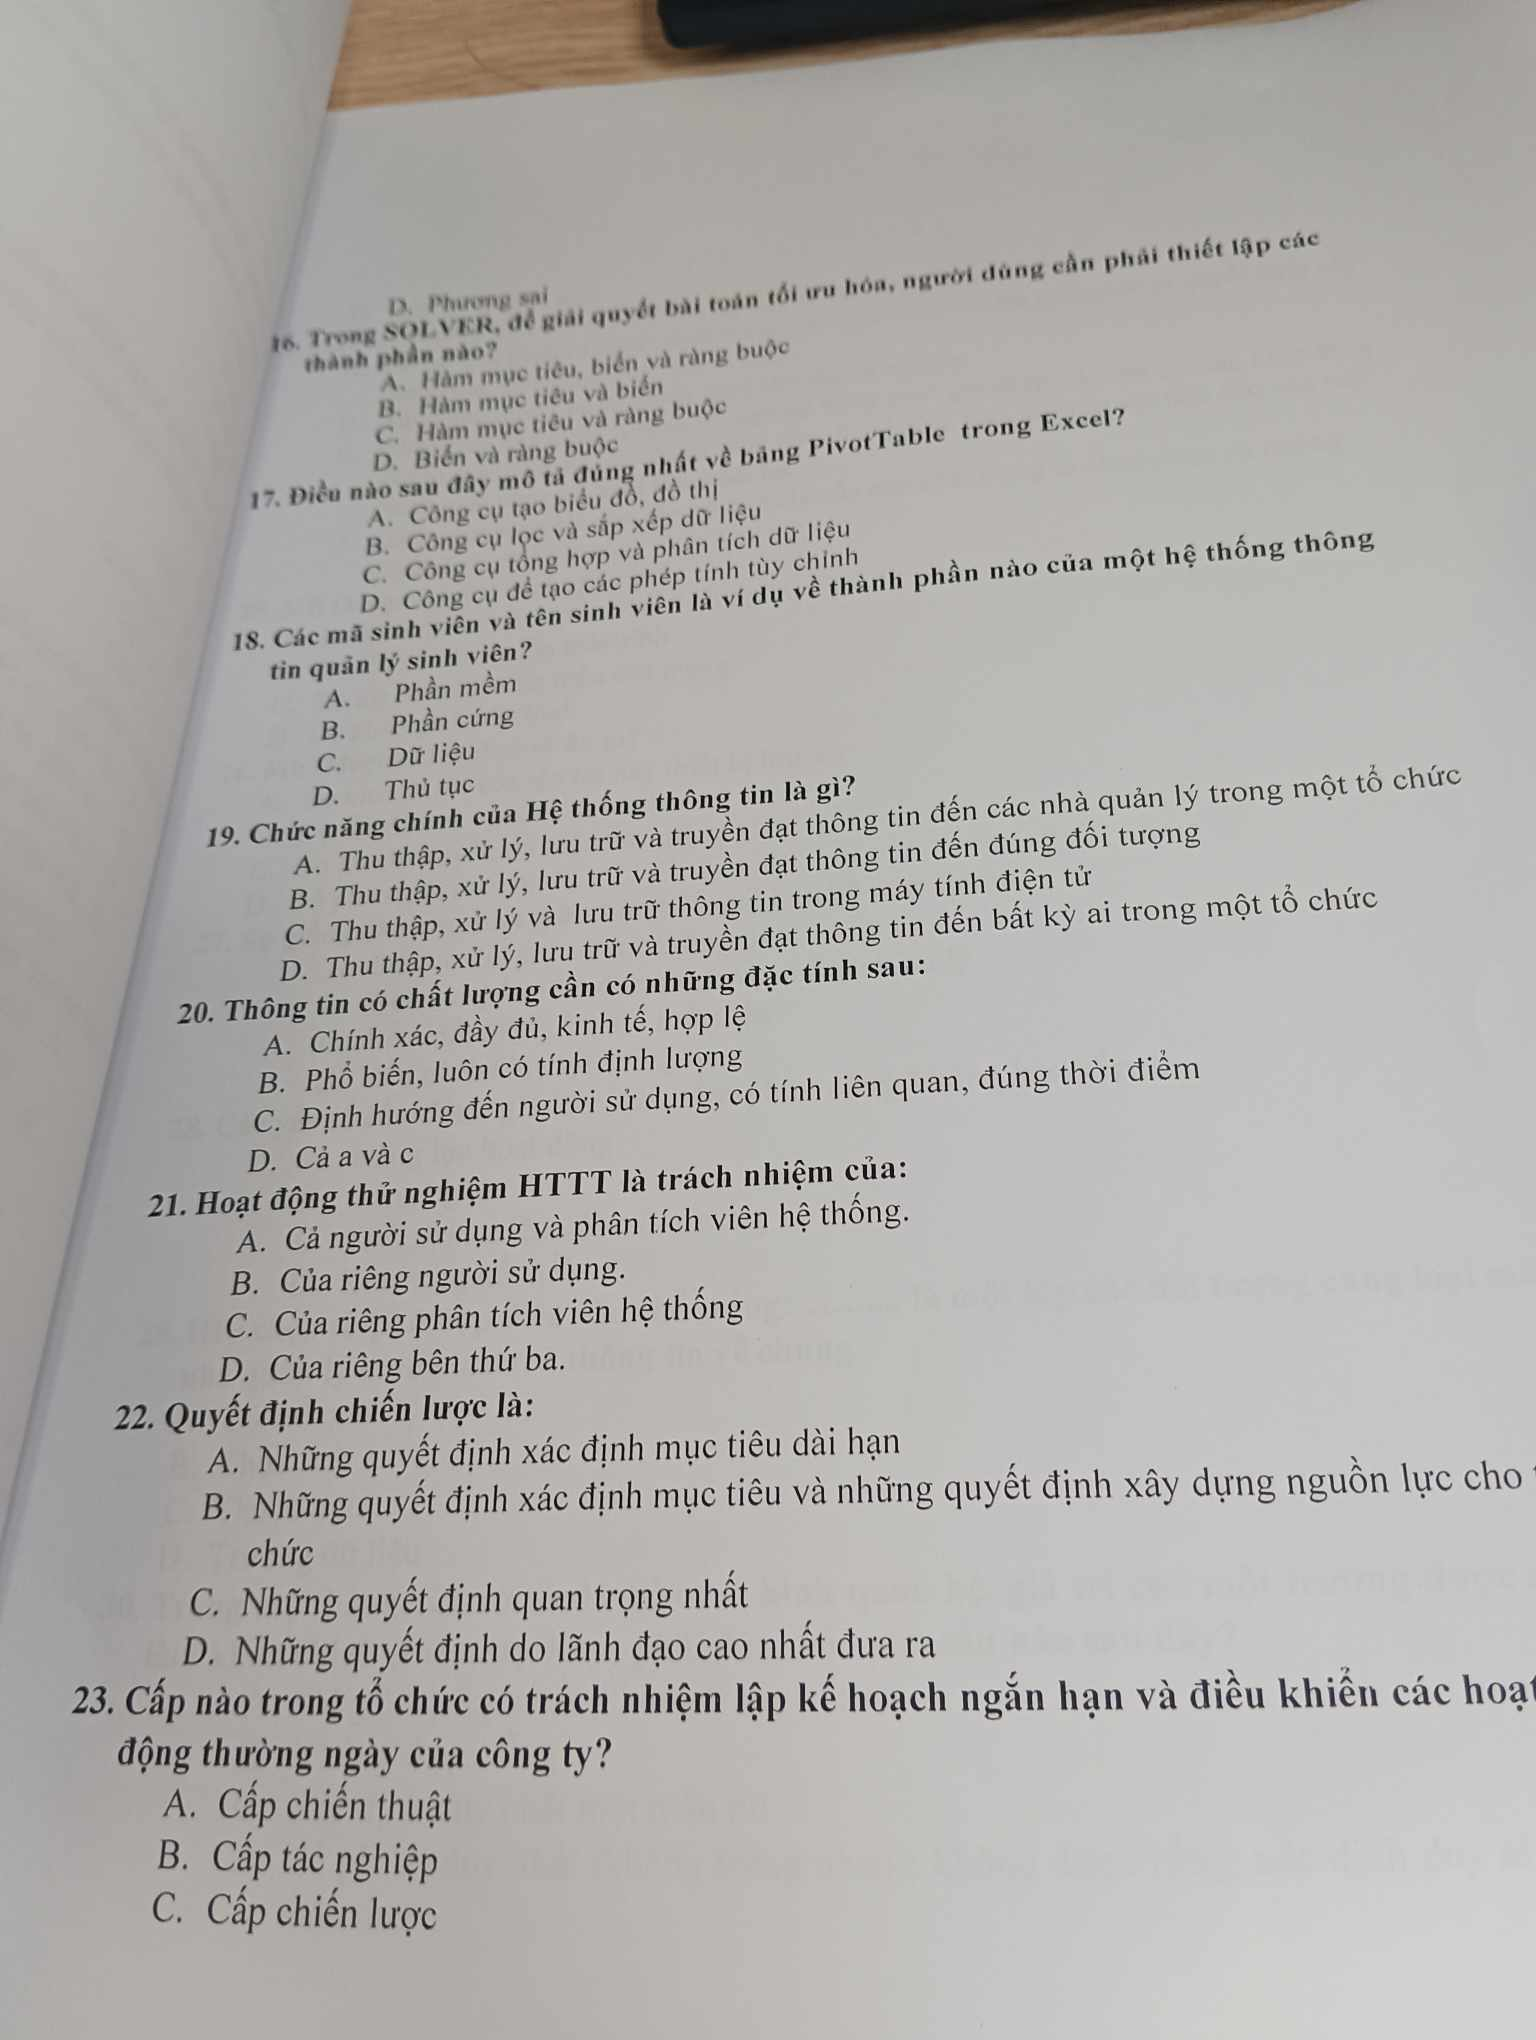 D. Phương sai
16. Trong SOLVER, để giải quyết bài toán tối ưu hóa, người dùng cần phải thiết lập các
thành phần nào?
A. Hàm mục tiêu, biến và ràng buộc
B. Hàm mục tiêu và biến
C. Hàm mục tiêu và ràng buộc
D. Biến và ràng buộc
17. Điều nào sau đây mô tả đúng nhất về bảng PivotTable trong Excel?
A. Công cụ tạo biểu đồ, đồ thị
B. Công cụ lọc và sắp xếp dữ liệu
C. Công cụ tổng hợp và phân tích dữ liệu
D. Công cụ để tạo các phép tính tùy chỉnh
18. Các mã sinh viên và tên sinh viên là ví dụ về thành phần nào của một hệ thống thông
tin quản lý sinh viên?
A. Phần mềm
B. Phần cứng
C. Dữ liệu
D. Thủ tục
19. Chức năng chính của Hệ thống thông tin là gì?
A. Thu thập, xử lý, lưu trữ và truyền đạt thông tin đến các nhà quản lý trong một tổ chức
B. Thu thập, xử lý, lưu trữ và truyền đạt thông tin đến đúng đối tượng
C. Thu thập, xử lý và lưu trữ thông tin trong máy tính điện tử
D. Thu thập, xử lý, lưu trữ và truyền đạt thông tin đến bất kỳ ai trong một tổ chức
20. Thông tin có chất lượng cần có những đặc tính sau:
A. Chính xác, đầy đủ, kinh tế, hợp lệ
B. Phổ biến, luôn có tính định lượng
C. Định hướng đến người sử dụng, có tính liên quan, đúng thời điểm
D. Cả a và c
21. Hoạt động thử nghiệm HTTT là trách nhiệm của:
A. Cả người sử dụng và phân tích viên hệ thống.
B. Của riêng người sử dụng.
C. Của riêng phân tích viên hệ thống
D. Của riêng bên thứ ba.
22. Quyết định chiến lược là:
A. Những quyết định xác định mục tiêu dài hạn
B. Những quyết định xác định mục tiêu và những quyết định xây dựng nguồn lực cho
chức
C. Những quyết định quan trọng nhất
D. Những quyết định do lãnh đạo cao nhất đưa ra
23. Cấp nào trong tổ chức có trách nhiệm lập kế hoạch ngắn hạn và điều khiển các hoạt
động thường ngày của công ty?
A. Cấp chiến thuật
B. Cấp tác nghiệp
C. Cấp chiến lược